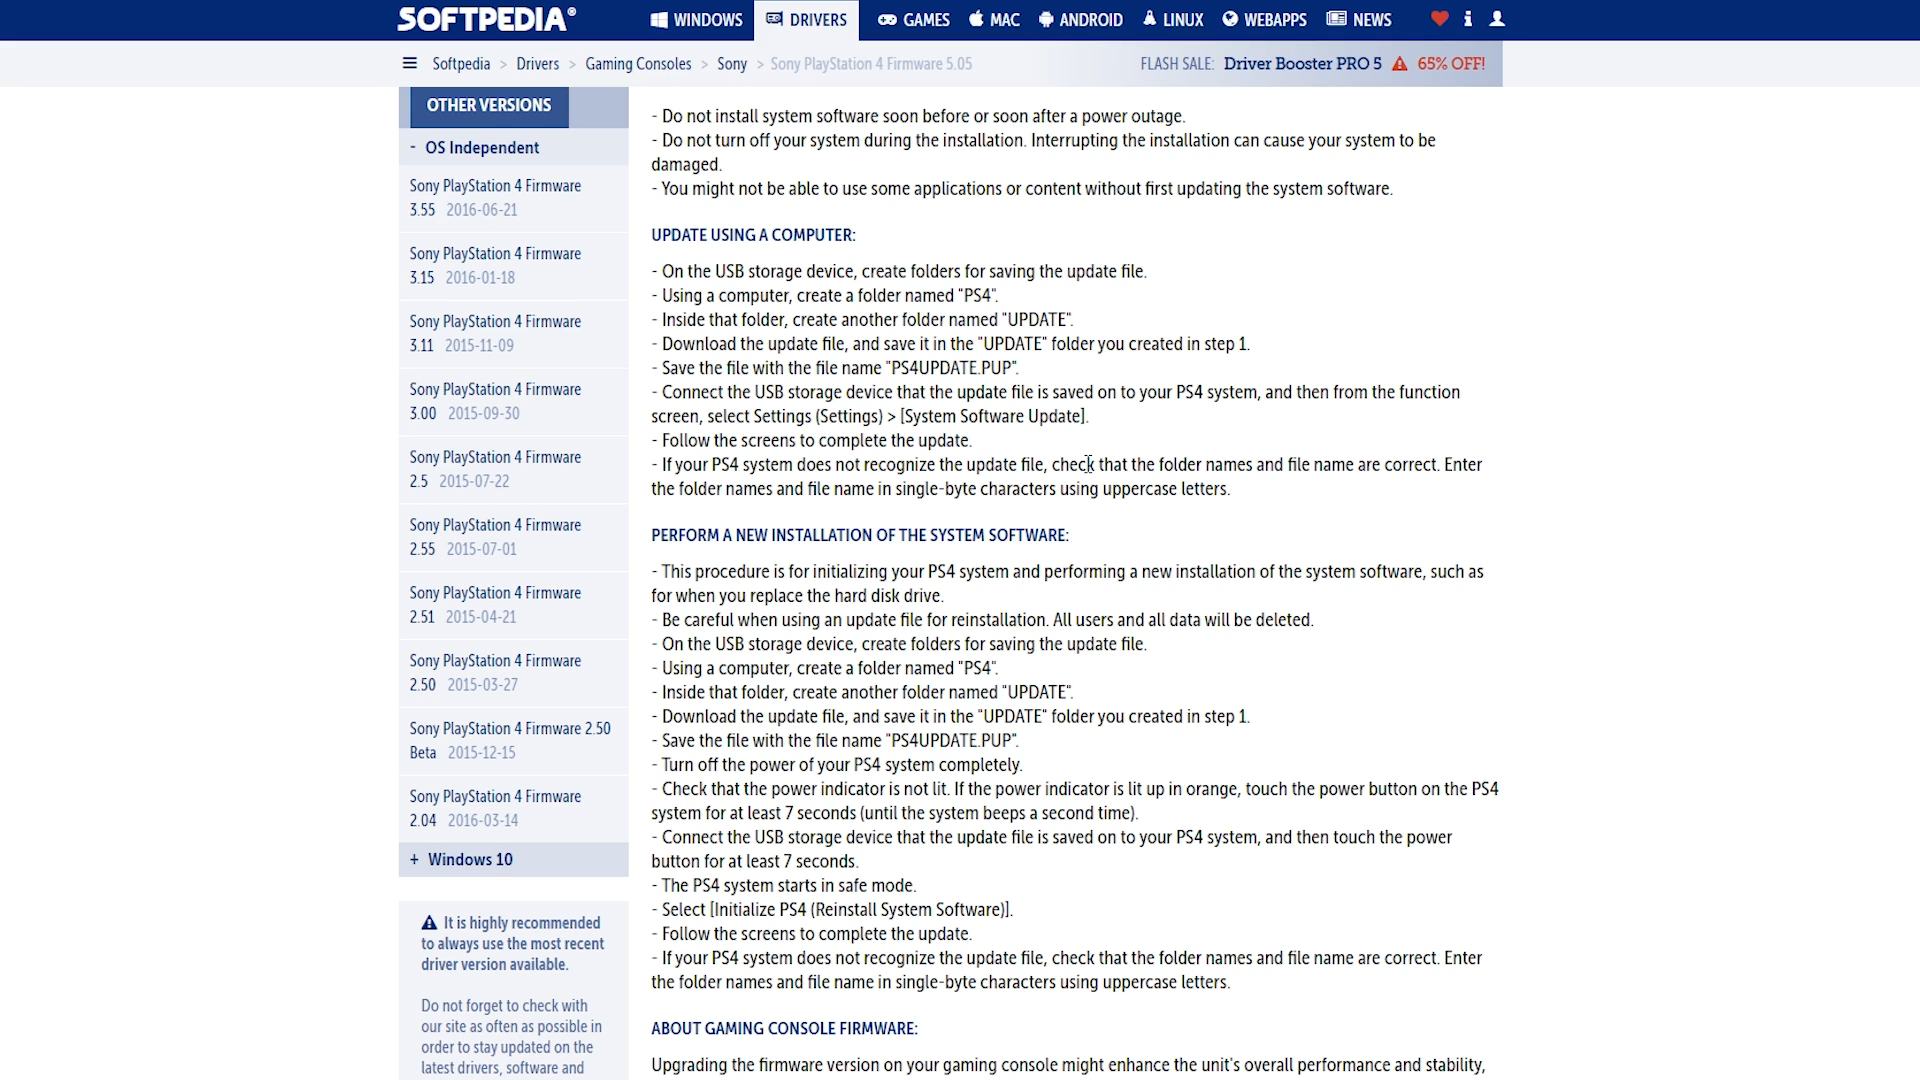 SOFTPEDIA®
WINDOWS
DRIVERS
GAMES
MAC
ANDROID
LINUX
WEBAPPS
NEWS
Softpedia > Drivers > Gaming Consoles > Sony > Sony PlayStation 4 Firmware 5.05
FLASH SALE: Driver Booster PRO 5 65% OFF!
OTHER VERSIONS
- OS Independent
Sony PlayStation 4 Firmware
3.55 2016-06-21
Sony PlayStation 4 Firmware
3.15 2016-01-18
Sony PlayStation 4 Firmware
3.11 2015-11-09
Sony PlayStation 4 Firmware
3.00 2015-09-30
Sony PlayStation 4 Firmware
2.5 2015-07-22
Sony PlayStation 4 Firmware
2.55 2015-07-01
Sony PlayStation 4 Firmware
2.51 2015-04-21
Sony PlayStation 4 Firmware
2.50 2015-03-27
Sony PlayStation 4 Firmware 2.50
Beta 2015-12-15
Sony PlayStation 4 Firmware
2.04 2016-03-14
+ Windows 10
It is highly recommended
to always use the most recent
driver version available.
Do not forget to check with
our site as often as possible in
order to stay updated on the
latest drivers, software and
- Do not install system software soon before or soon after a power outage.
- Do not turn off your system during the installation. Interrupting the installation can cause your system to be
damaged.
- You might not be able to use some applications or content without first updating the system software.
UPDATE USING A COMPUTER:
- On the USB storage device, create folders for saving the update file.
- Using a computer, create a folder named "PS4".
- Inside that folder, create another folder named "UPDATE".
- Download the update file, and save it in the "UPDATE" folder you created in step 1.
- Save the file with the file name "PS4UPDATE.PUP".
- Connect the USB storage device that the update file is saved on to your PS4 system, and then from the function
screen, select Settings (Settings) > [System Software Update].
- Follow the screens to complete the update.
- If your PS4 system does not recognize the update file, check that the folder names and file name are correct. Enter
the folder names and file name in single-byte characters using uppercase letters.
PERFORM A NEW INSTALLATION OF THE SYSTEM SOFTWARE:
- This procedure is for initializing your PS4 system and performing a new installation of the system software, such as
for when you replace the hard disk drive.
- Be careful when using an update file for reinstallation. All users and all data will be deleted.
- On the USB storage device, create folders for saving the update file.
- Using a computer, create a folder named "PS4".
- Inside that folder, create another folder named "UPDATE".
- Download the update file, and save it in the "UPDATE" folder you created in step 1.
- Save the file with the file name "PS4UPDATE.PUP".
- Turn off the power of your PS4 system completely.
- Check that the power indicator is not lit. If the power indicator is lit up in orange, touch the power button on the PS4
system for at least 7 seconds (until the system beeps a second time).
- Connect the USB storage device that the update file is saved on to your PS4 system, and then touch the power
button for at least 7 seconds.
- The PS4 system starts in safe mode.
- Select [Initialize PS4 (Reinstall System Software)].
- Follow the screens to complete the update.
- If your PS4 system does not recognize the update file, check that the folder names and file name are correct. Enter
the folder names and file name in single-byte characters using uppercase letters.
ABOUT GAMING CONSOLE FIRMWARE:
Upgrading the firmware version on your gaming console might enhance the unit's overall performance and stability,